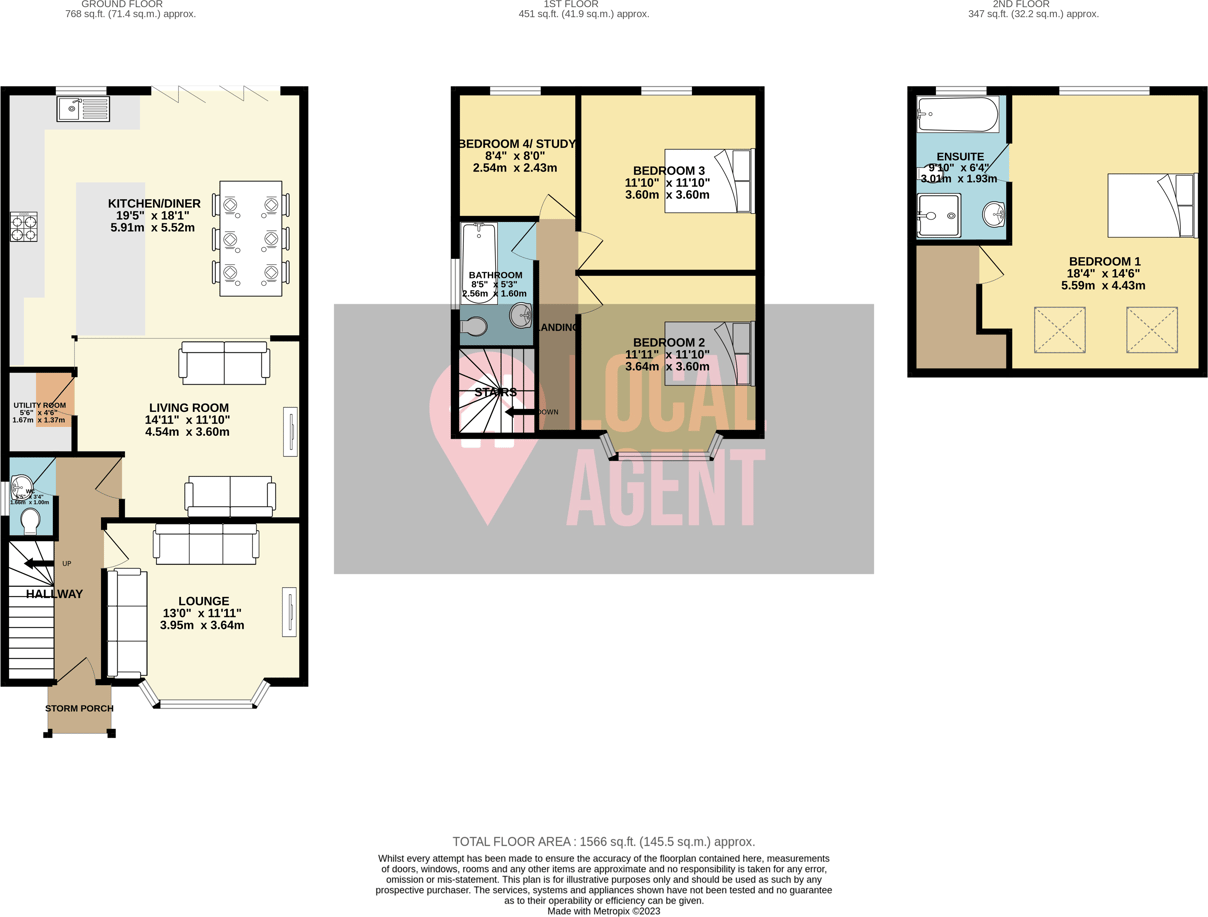 GROUND FLOOR
768 sq.ft. (71.4 sq.m.) approx.
1ST FLOOR
451 sq.ft. (41.9 sq.m.) approx.
2ND FLOOR
347 sq.ft. (32.2 sq.m.) approx.
KITCHEN/DINER
19'5" x 18'1"
5.91m x 5.52m
UTILITY ROOM
5'6" x 4'6"
1.67m x 1.37m
LIVING ROOM
14'11" x 11'10"
4.54m x 3.60m
WC
5'5" x 3'4"
1.66m x 1.00m
UP
HALLWAY
LOUNGE
13'0" x 11'11"
3.95m x 3.64m
STORM PORCH
BEDROOM 4/ STUDY
8'4" x 8'0"
2.54m x 2.43m
BEDROOM 3
11'10" x 11'10"
3.60m x 3.60m
BATHROOM
8'5" x 5'3"
2.56m x 1.60m
LANDING
BEDROOM 2
11'11" x 11'10"
3.64m x 3.60m
STAIRS
DOWN
LOCAL
AGENT
ENSUITE
9'10" x 6'4"
3.01m x 1.93m
BEDROOM 1
18'4" x 14'6"
5.59m x 4.43m
TOTAL FLOOR AREA : 1566 sq.ft. (145.5 sq.m.) approx.
Whilst every attempt has been made to ensure the accuracy of the floorplan contained here, measurements
of doors, windows, rooms and any other items are approximate and no responsibility is taken for any error,
omission or mis-statement. This plan is for illustrative purposes only and should be used as such by any
prospective purchaser. The services, systems and appliances shown have not been tested and no guarantee
as to their operability or efficiency can be given.
Made with Metropix ©2023